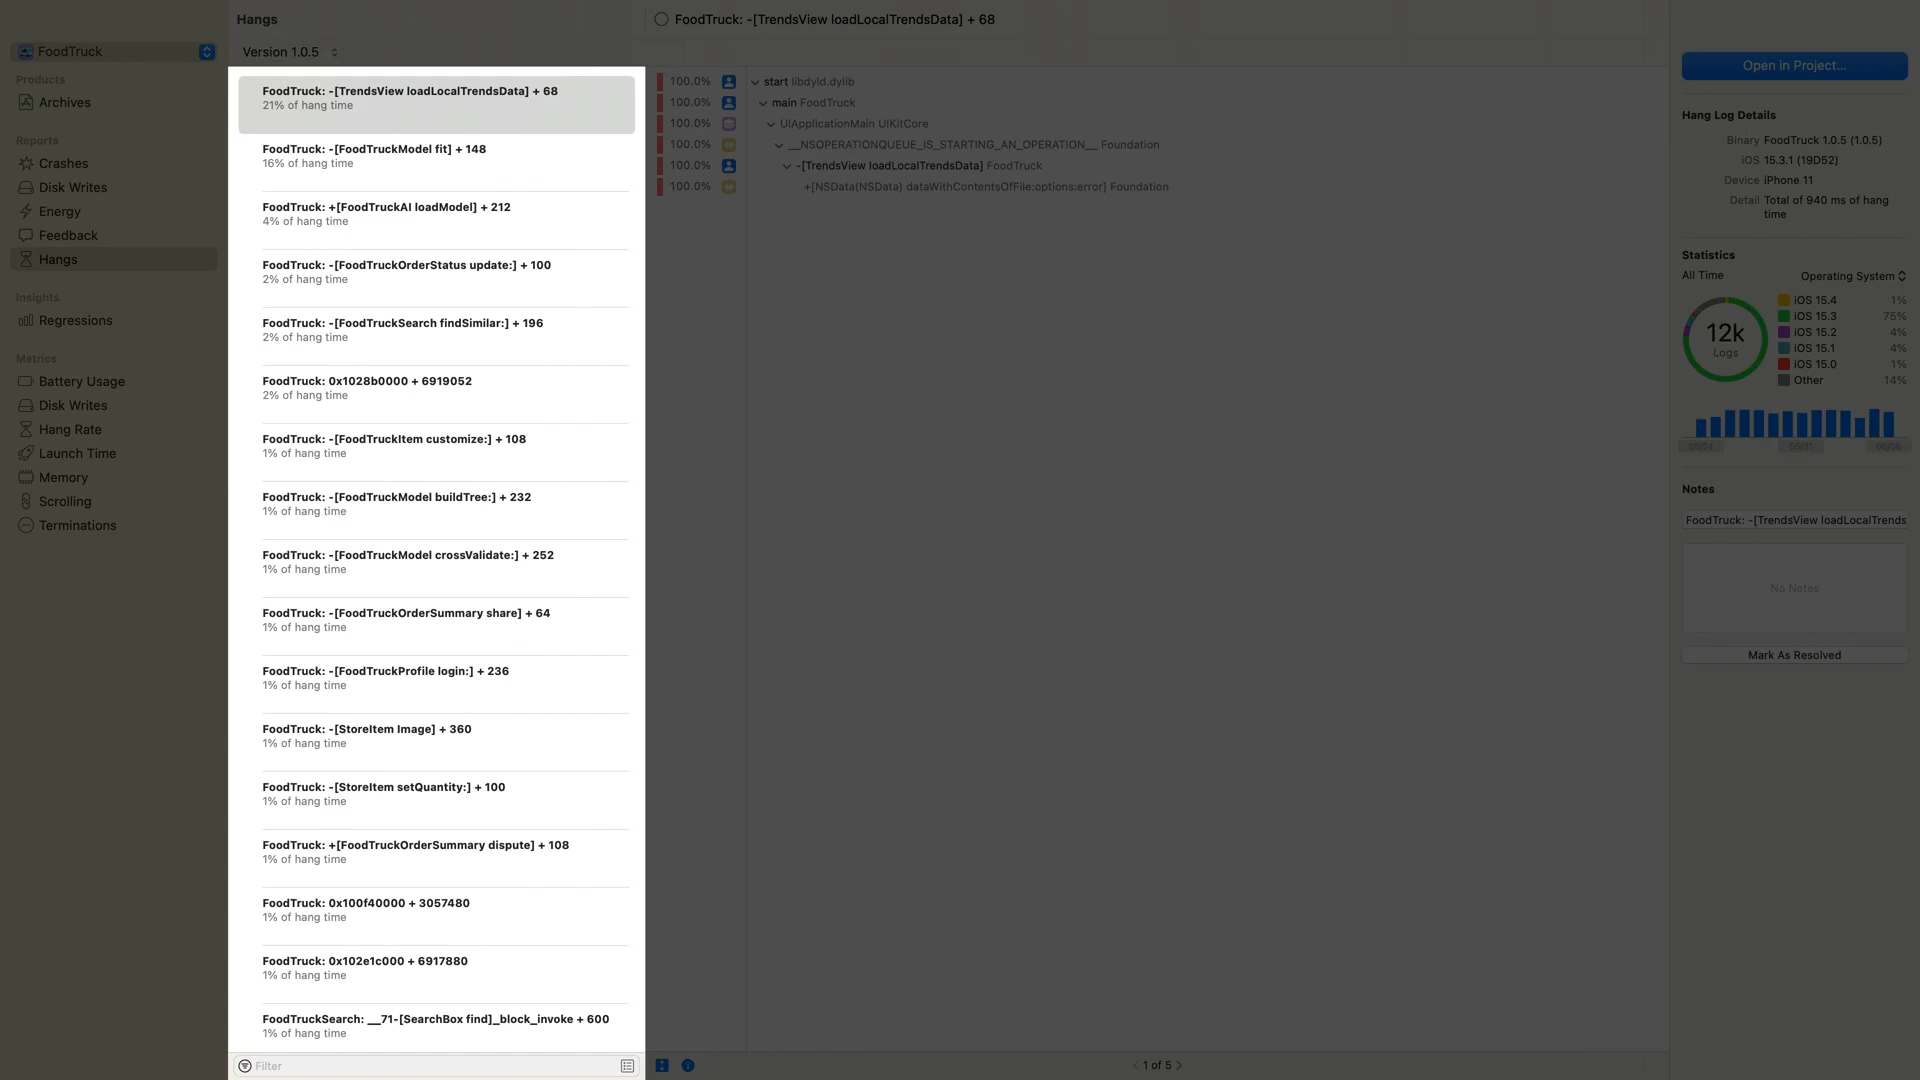 FoodTruck
Products
Archives
Reports
Crashes
Disk Writes
Energy
Feedback
Hangs
Insights
Regressions
Metrics
Battery Usage
Disk Writes
Hang Rate
Launch Time
Memory
Scrolling
Terminations
Hangs
Version 1.0.5
FoodTruck: -[TrendsView loadLocalTrendsData] + 68
21% of hang time
FoodTruck: -[FoodTruckModel fit] + 148
16% of hang time
FoodTruck: +[FoodTruckAI loadModel] + 212
4% of hang time
FoodTruck: -[FoodTruckOrderStatus update:] + 100
2% of hang time
FoodTruck: -[FoodTruckSearch findSimilar:] + 196
2% of hang time
FoodTruck: 0x1028b0000 + 6919052
2% of hang time
FoodTruck: -[FoodTruckItem customize:] + 108
1% of hang time
FoodTruck: -[FoodTruckModel buildTree:] + 232
1% of hang time
FoodTruck: -[FoodTruckModel crossValidate:] + 252
1% of hang time
FoodTruck: -[FoodTruckOrderSummary share] + 64
1% of hang time
FoodTruck: -[FoodTruckProfile login:] + 236
1% of hang time
FoodTruck: -[StoreItem Image] + 360
1% of hang time
FoodTruck: -[StoreItem setQuantity:] + 100
1% of hang time
FoodTruck: +[FoodTruckOrderSummary dispute] + 108
1% of hang time
FoodTruck: 0x100f40000 + 3057480
1% of hang time
FoodTruck: 0x102e1c000 + 6917880
1% of hang time
FoodTruckSearch: __71-[SearchBox find]_block_invoke + 600
1% of hang time
Filter
FoodTruck: -[TrendsView loadLocalTrendsData] + 68
100.0% start libdyld.dylib
100.0% main FoodTruck
100.0% UIApplicationMain UIKitCore
100.0% __NSOPERATIONQUEUE_IS_STARTING_AN_OPERATION__ Foundation
100.0% -[TrendsView loadLocalTrendsData] FoodTruck
100.0% +[NSData(NSData) dataWithContentsOfFile:options:error] Foundation
1 of 5
Open in Project...
Hang Log Details
Binary FoodTruck 1.0.5 (1.0.5)
iOS 15.3.1 (19D52)
Device iPhone 11
Detail Total of 940 ms of hang
time
Statistics
All Time Operating System
12k
Logs
iOS 15.4 1%
iOS 15.3 75%
iOS 15.2 4%
iOS 15.1 4%
iOS 15.0 1%
Other 14%
05/24 05/31 06/06
Notes
FoodTruck: -[TrendsView loadLocalTrends
No Notes
Mark As Resolved